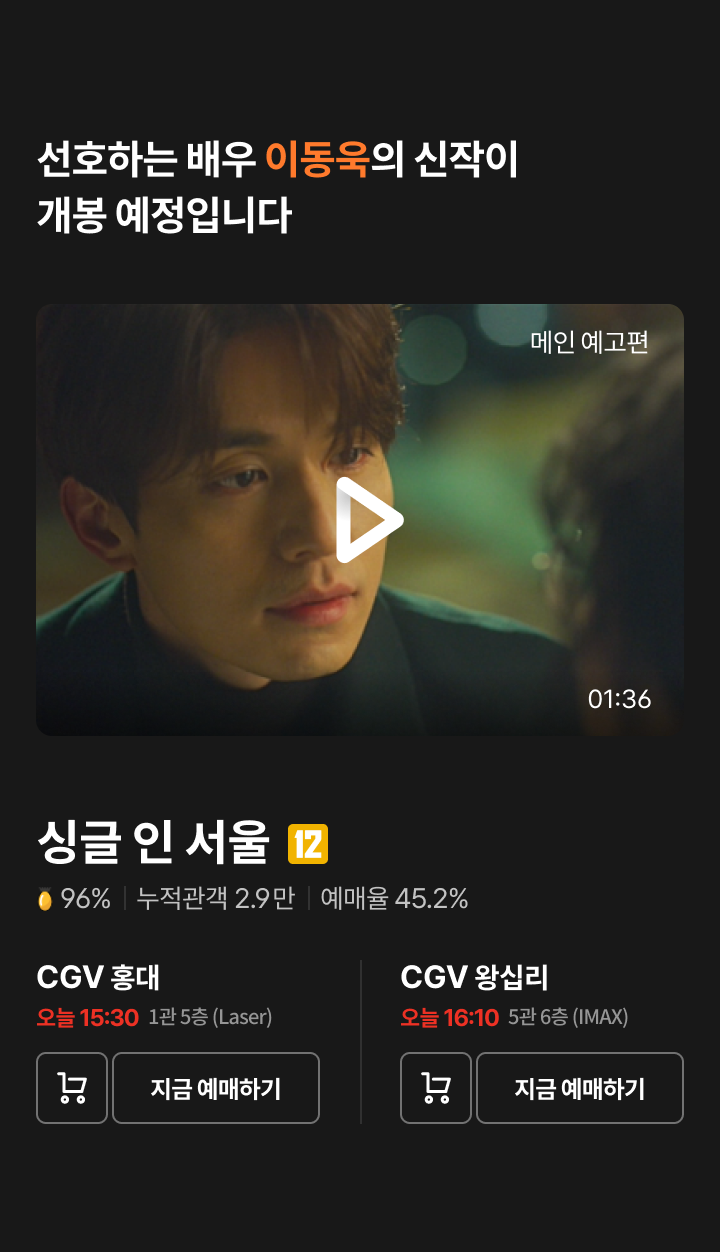 선호하는 배우 이동욱의 신작이
개봉 예정입니다
메인 예고편
01:36
싱글 인 서울 12
96% 누적관객 2.9만 예매율 45.2%
CGV 홍대
오늘 15:30 1관 5층 (Laser)
지금 예매하기
CGV 왕십리
오늘 16:10 5관 6층 (IMAX)
지금 예매하기